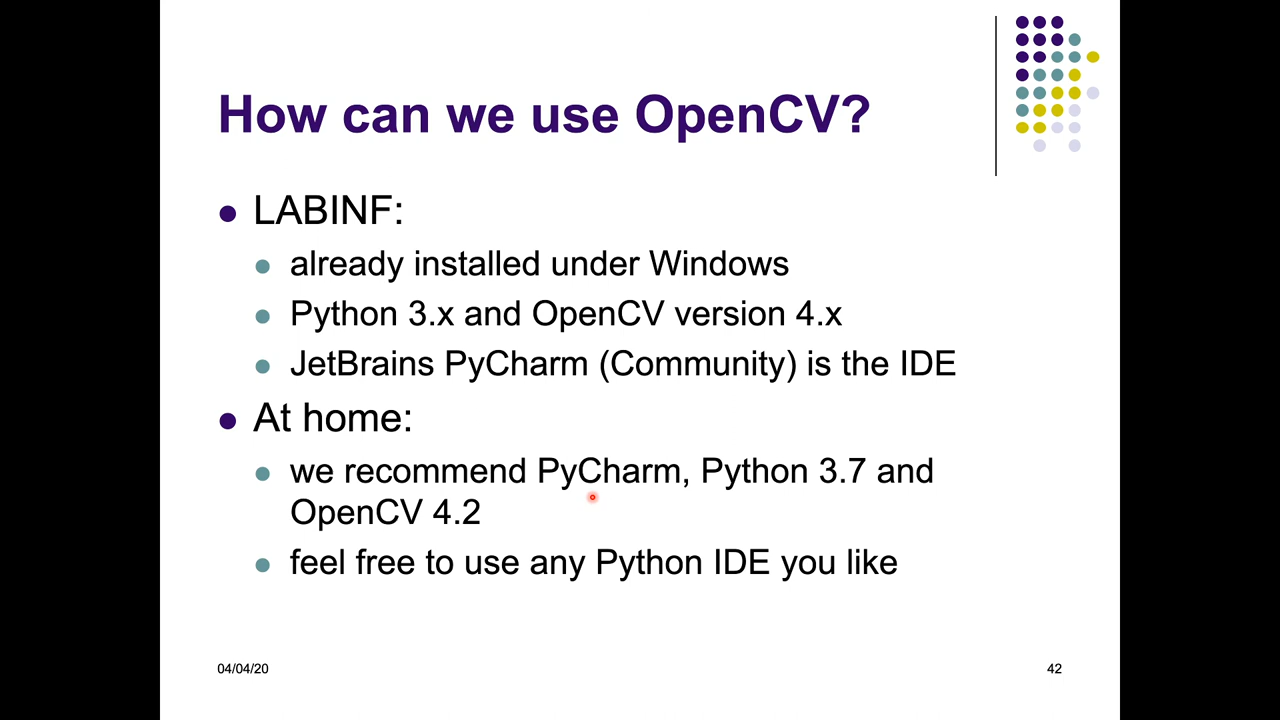 How can we use OpenCV?
LABINF:
already installed under Windows
Python 3.x and OpenCV version 4.x
JetBrains PyCharm (Community) is the IDE
At home:
we recommend PyCharm, Python 3.7 and
OpenCV 4.2
feel free to use any Python IDE you like
04/04/20
42